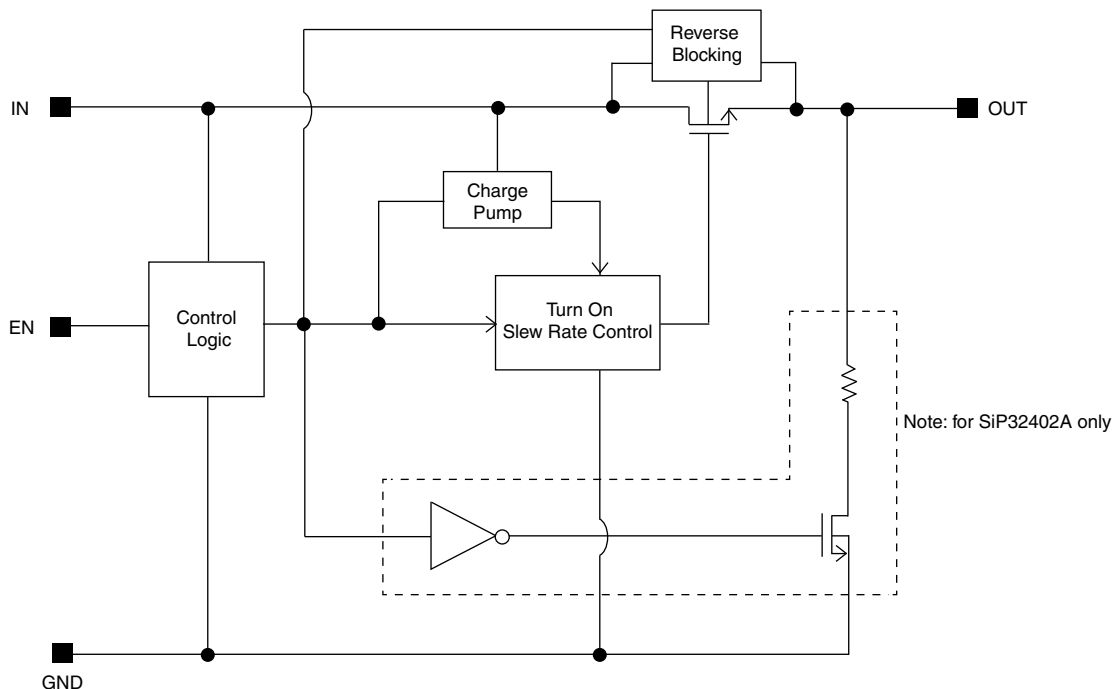 Reverse
Blocking
IN
OUT
Charge
Pump
Control
Logic
Turn On
Slew Rate Control
EN
Note: for SiP32402A only
GND